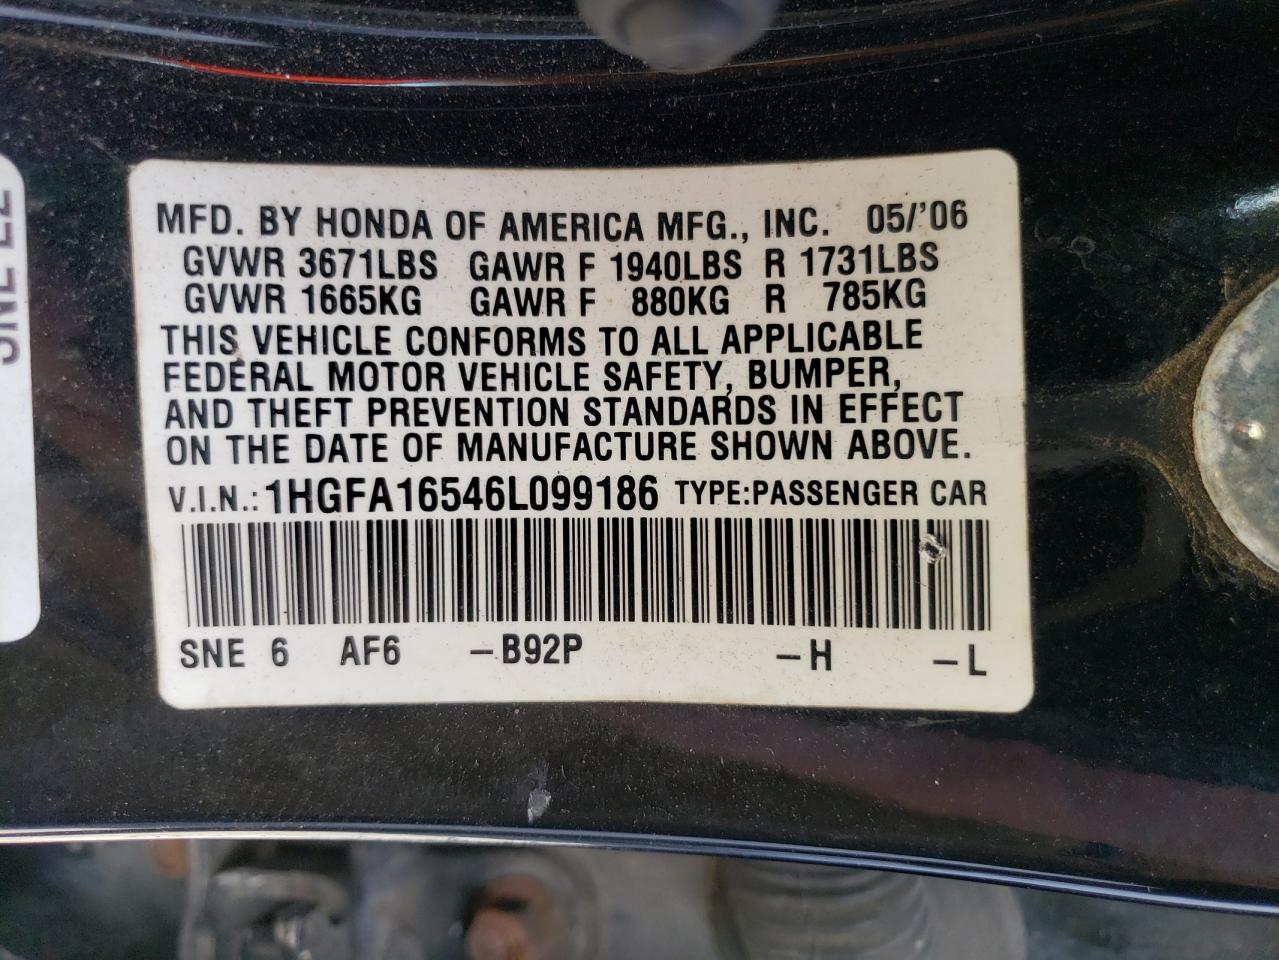 MFD. BY HONDA OF AMERICA MFG., INC. 05/'06
GVWR 3671LBS GAWR F 1940LBS R 1731LBS
GVWR 1665KG GAWR F 880KG R 785KG
THIS VEHICLE CONFORMS TO ALL APPLICABLE
FEDERAL MOTOR VEHICLE SAFETY, BUMPER,
AND THEFT PREVENTION STANDARDS IN EFFECT
ON THE DATE OF MANUFACTURE SHOWN ABOVE.
V.I.N.: 1HGFA16546L099186 TYPE:PASSENGER CAR
SNE 6 AF6 -B92P -H -L
SNE